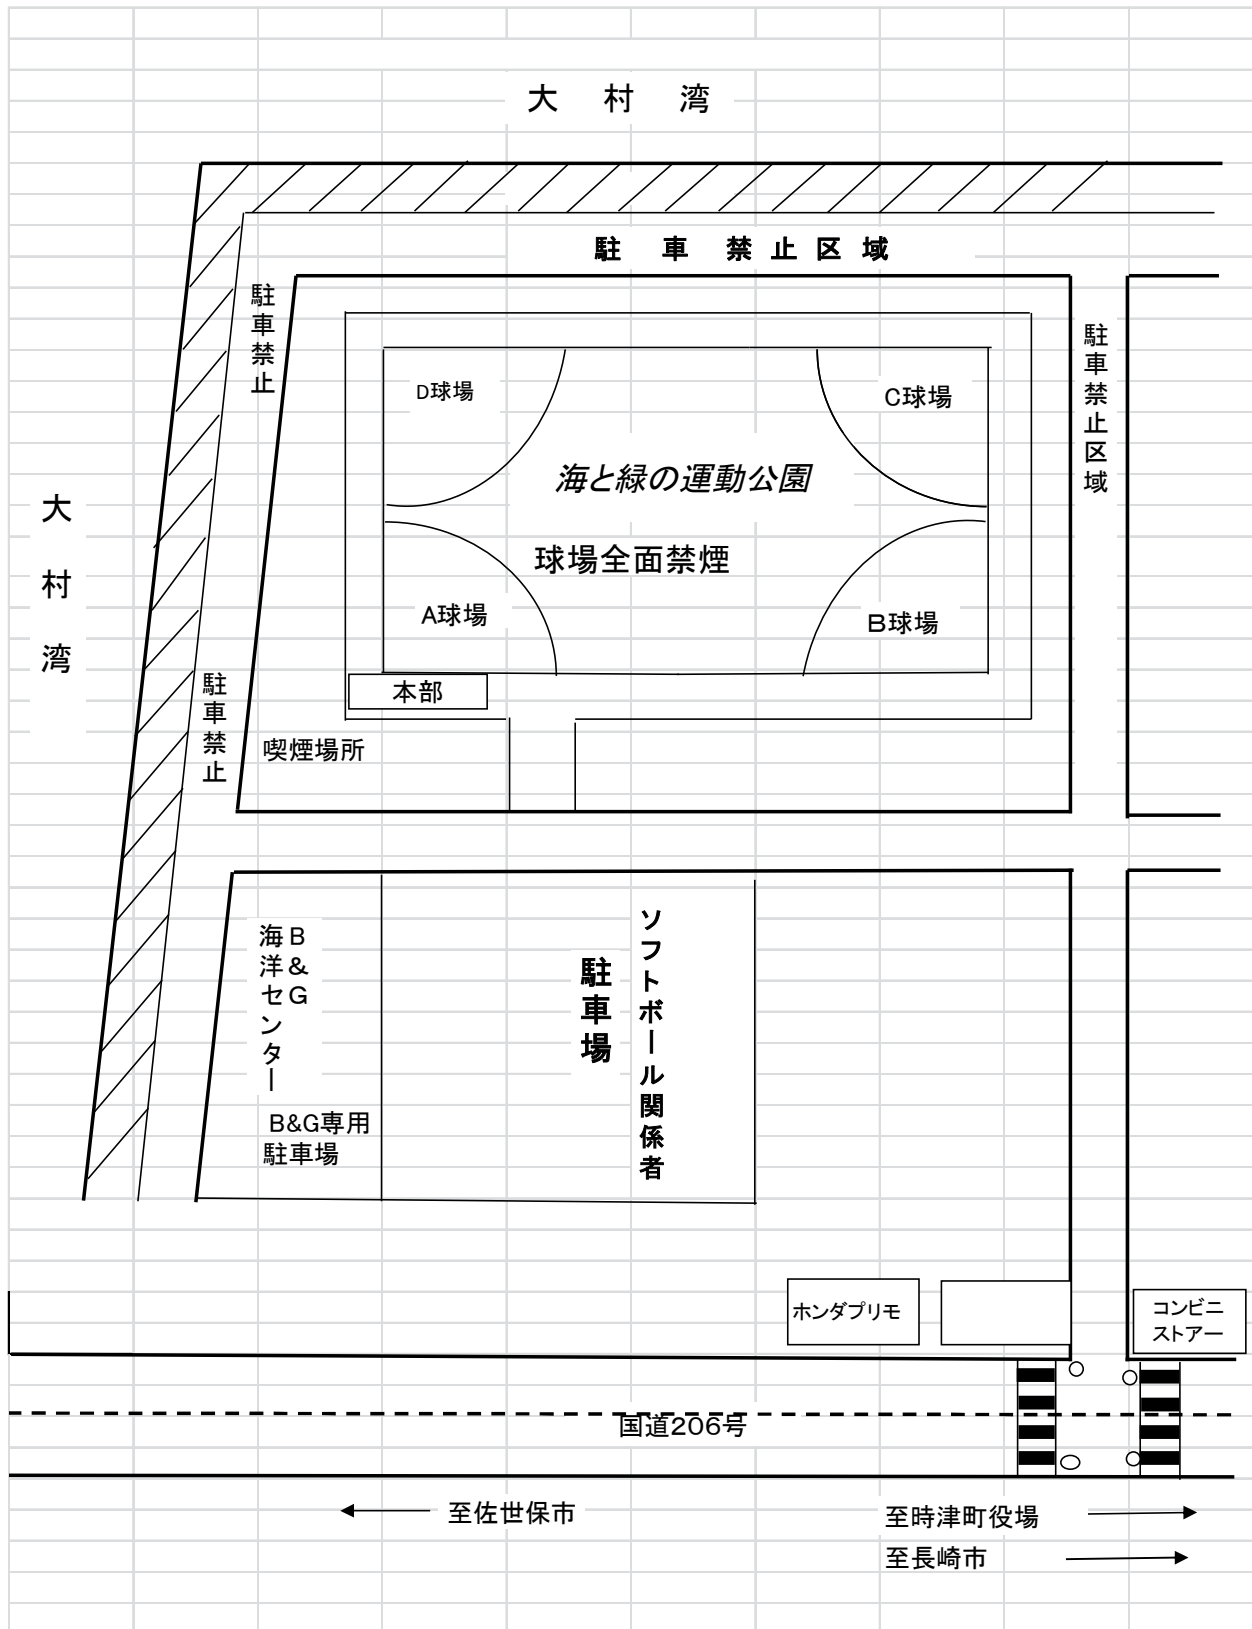 大 村 湾
駐 車 禁 止 区 域
駐車禁止
駐車禁止区域
D球場
C球場
海と緑の運動公園
大村湾
球場全面禁煙
A球場
B球場
本部
駐車禁止
喫煙場所
B&G
海洋センター
ソフトボール関係者
駐車場
B&G専用
駐車場
ホンダプリモ
コンビニ
ストアー
国道206号
至佐世保市
至時津町役場
至長崎市